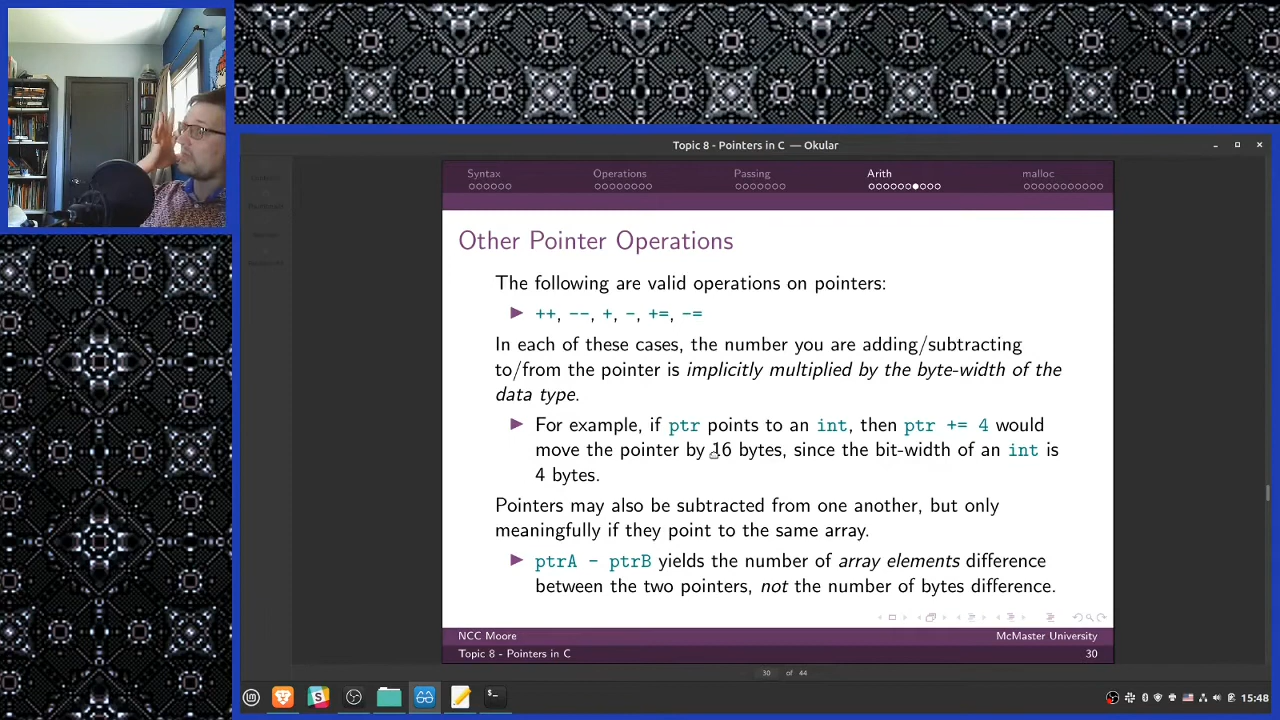 Topic 8 - Pointers in C — Okular
Syntax Operations Passing Arith malloc
Other Pointer Operations
The following are valid operations on pointers:
▶ ++, --, +, -, +=, -=
In each of these cases, the number you are adding/subtracting
to/from the pointer is implicitly multiplied by the byte-width of the
data type.
▶ For example, if ptr points to an int, then ptr += 4 would
move the pointer by 16 bytes, since the bit-width of an int is
4 bytes.
Pointers may also be subtracted from one another, but only
meaningfully if they point to the same array.
▶ ptrA - ptrB yields the number of array elements difference
between the two pointers, not the number of bytes difference.
NCC Moore McMaster University
Topic 8 - Pointers in C 30
30 of 44
15:48